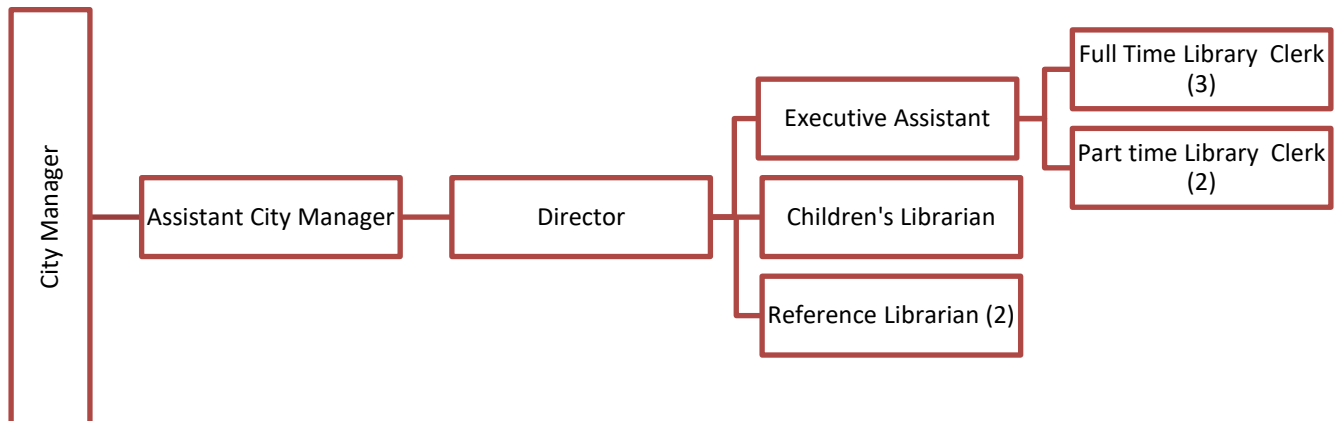 City Manager
Assistant City Manager
Director
Executive Assistant
Children's Librarian
Reference Librarian (2)
Full Time Library  Clerk
(3)
Part time Library  Clerk
(2)